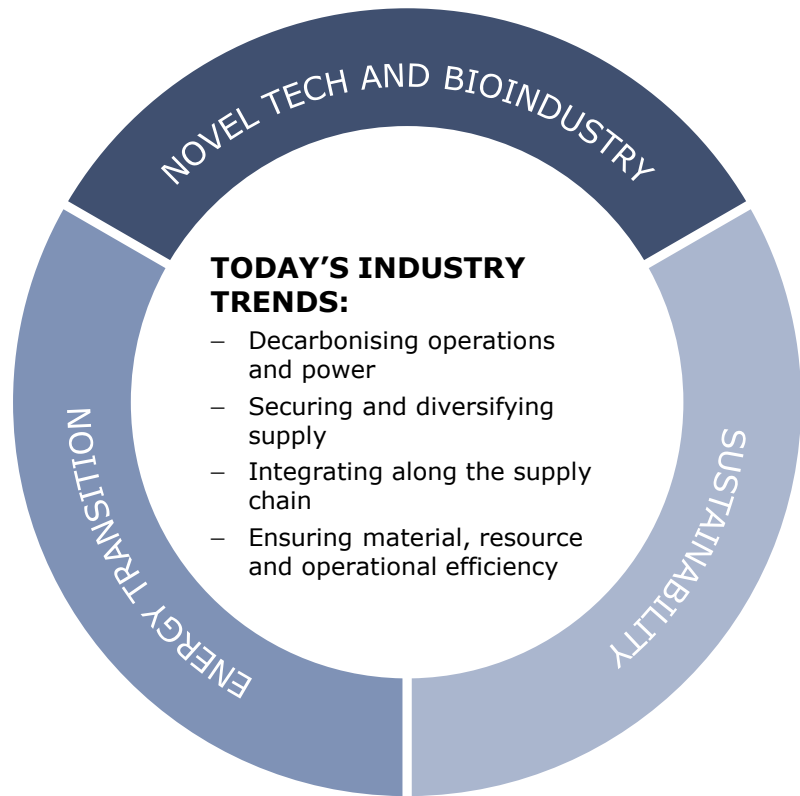 NOVEL TECH AND BIOINDUSTRY
TODAY'S INDUSTRY
TRENDS:
– Decarbonising operations
and power
– Securing and diversifying
supply
– Integrating along the supply
chain
– Ensuring material, resource
and operational efficiency
ENERGY TRANSITION
SUSTAINABILITY